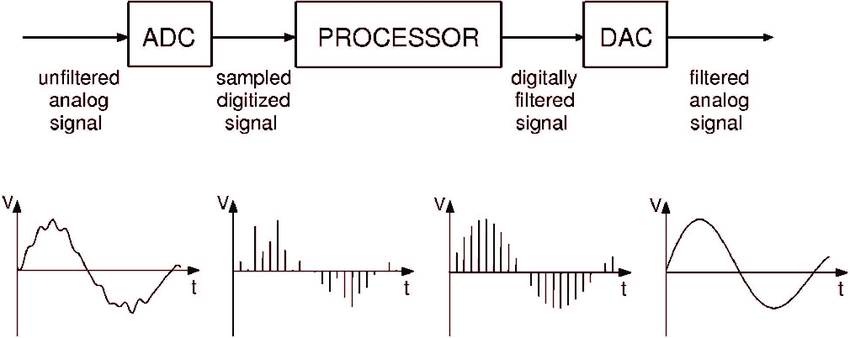 ADC
PROCESSOR
DAC
unfiltered
analog
signal
sampled
digitized
signal
digitally
filtered
signal
filtered
analog
signal
V
t
V
t
V
t
V
t